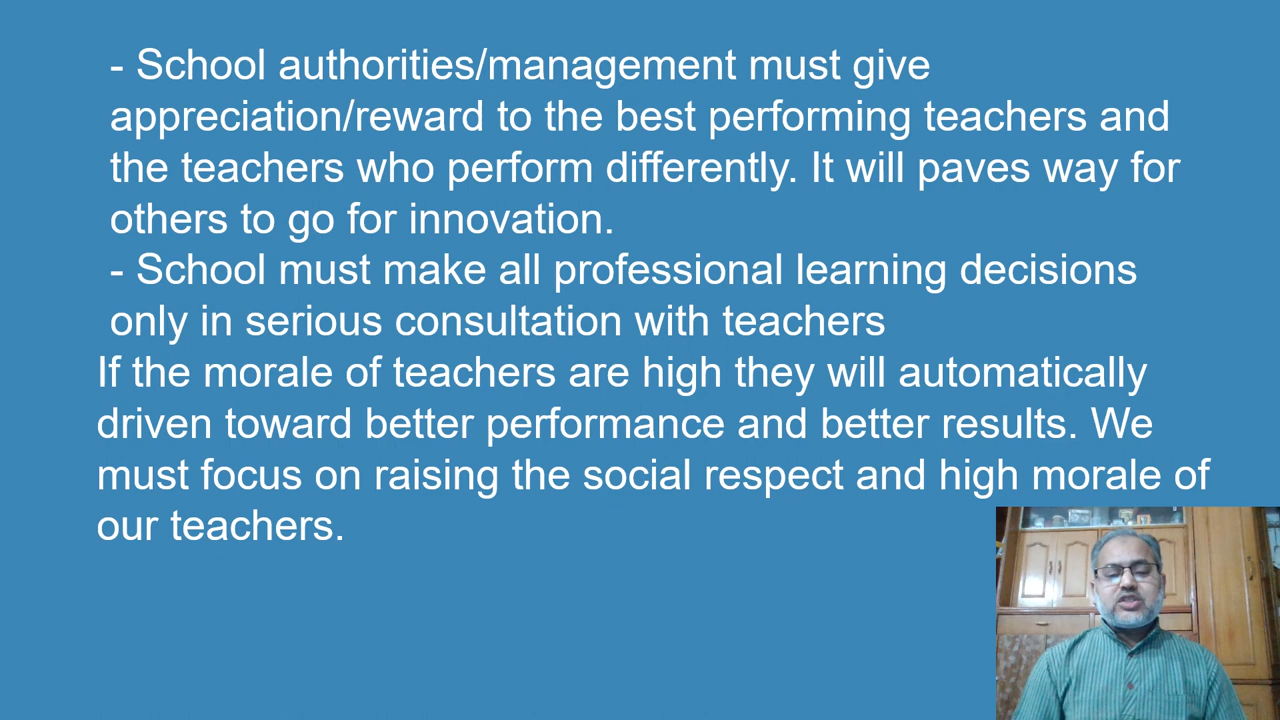 - School authorities/management must give
appreciation/reward to the best performing teachers and
the teachers who perform differently. It will paves way for
others to go for innovation.
- School must make all professional learning decisions
only in serious consultation with teachers
If the morale of teachers are high they will automatically
driven toward better performance and better results. We
must focus on raising the social respect and high morale of
our teachers.